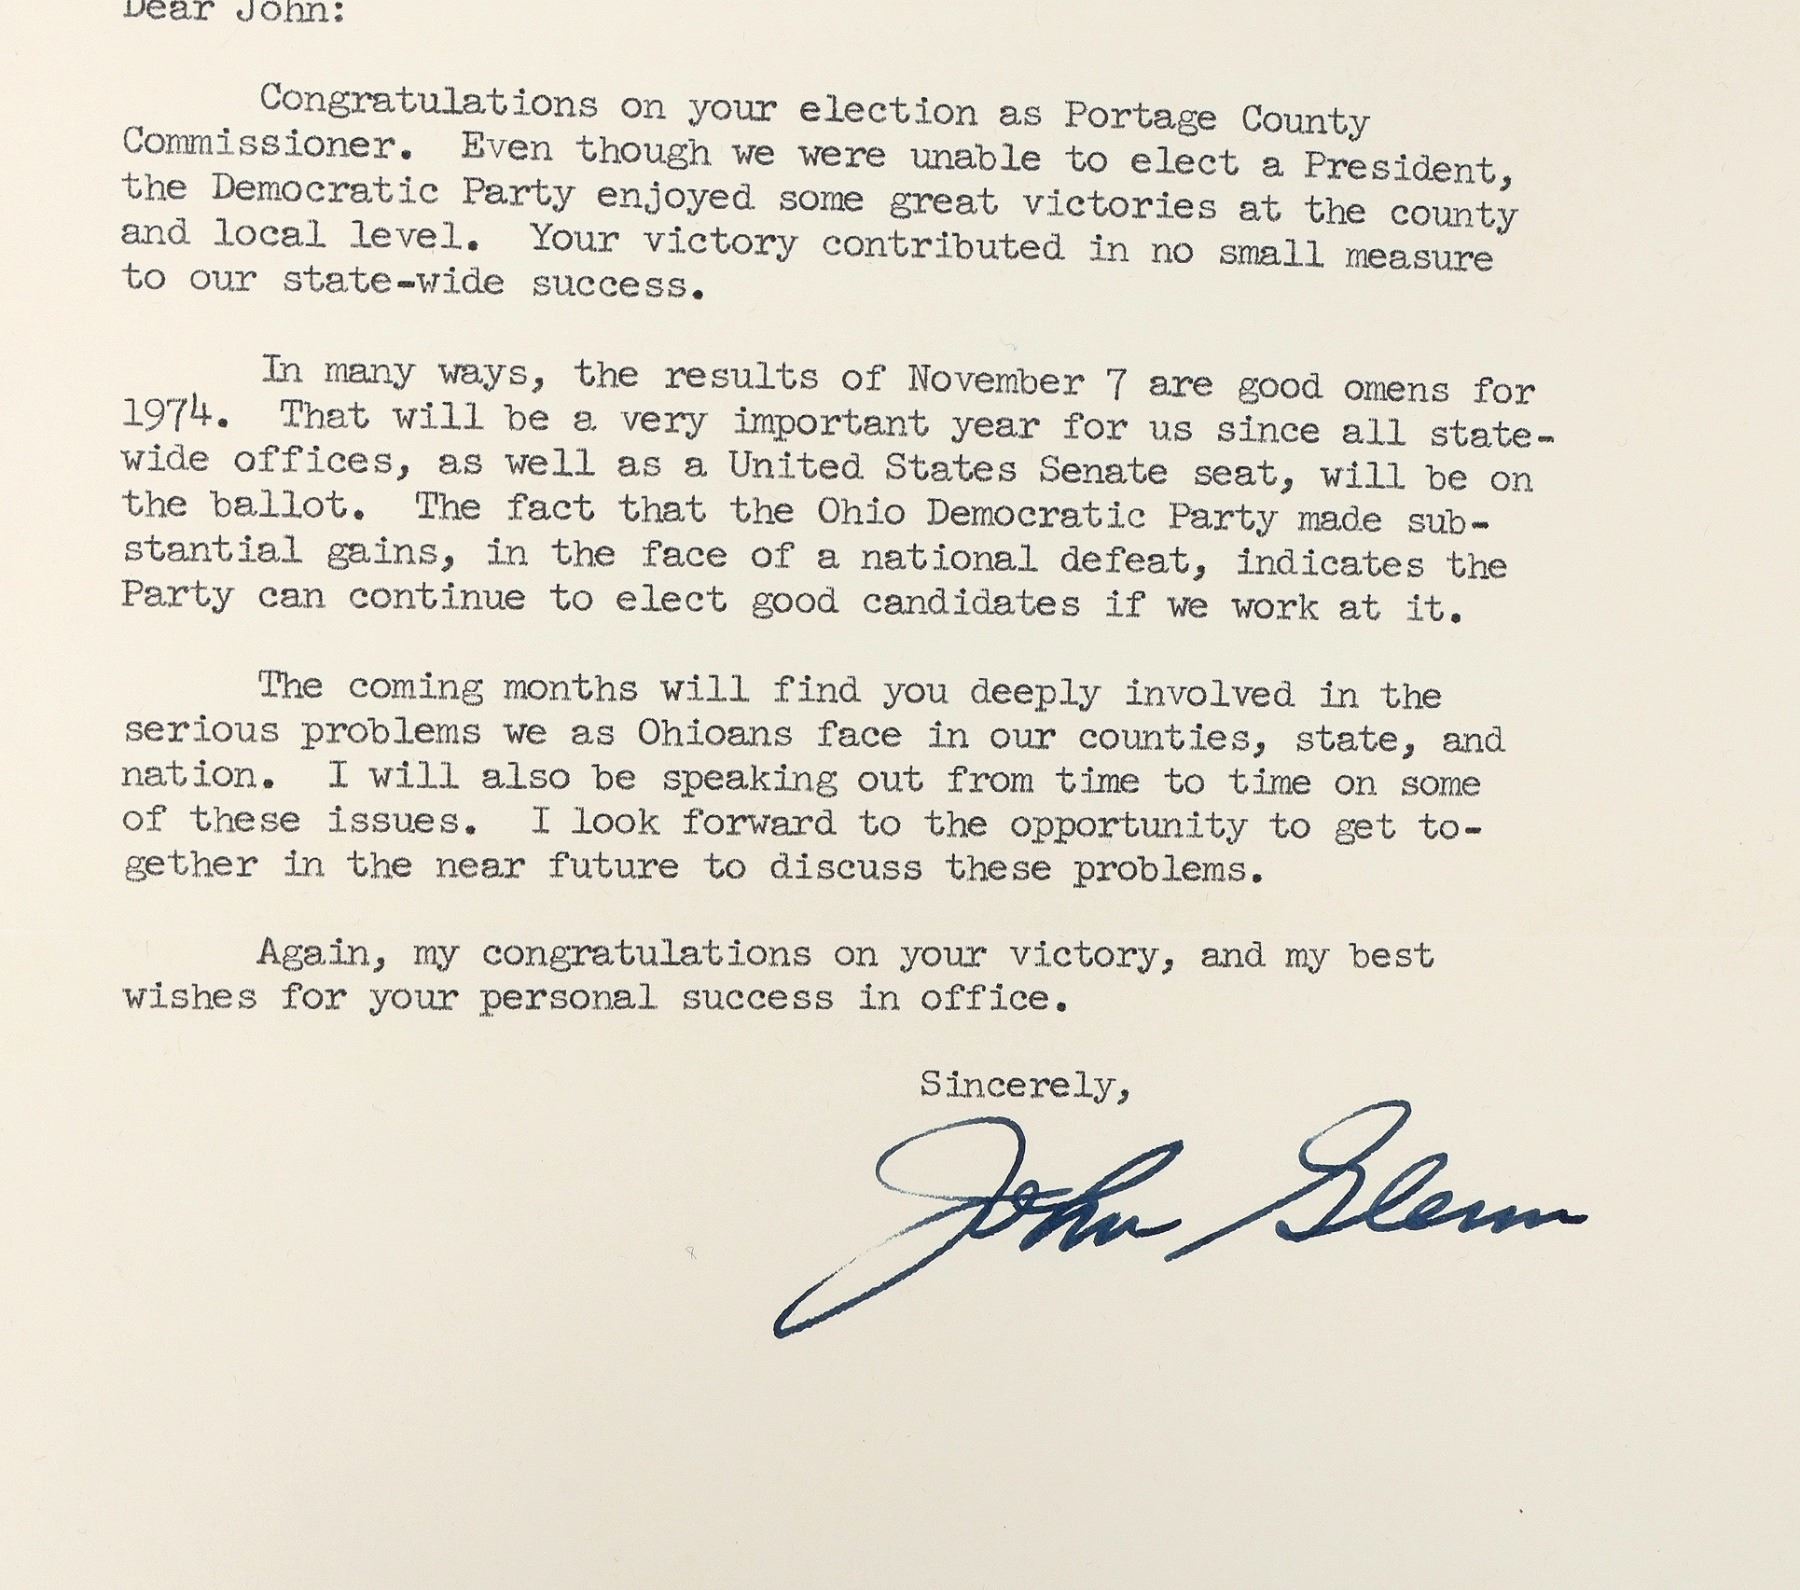 Dear John:
Congratulations on your election as Portage County
Commissioner. Even though we were unable to elect a President,
the Democratic Party enjoyed some great victories at the county
and local level. Your victory contributed in no small measure
to our state-wide success.
In many ways, the results of November 7 are good omens for
1974. That will be a very important year for us since all state-
wide offices, as well as a United States Senate seat, will be on
the ballot. The fact that the Ohio Democratic Party made sub-
stantial gains, in the face of a national defeat, indicates the
Party can continue to elect good candidates if we work at it.
The coming months will find you deeply involved in the
serious problems we as Ohioans face in our counties, state, and
nation. I will also be speaking out from time to time on some
of these issues. I look forward to the opportunity to get to-
gether in the near future to discuss these problems.
Again, my congratulations on your victory, and my best
wishes for your personal success in office.
Sincerely,
John Glenn